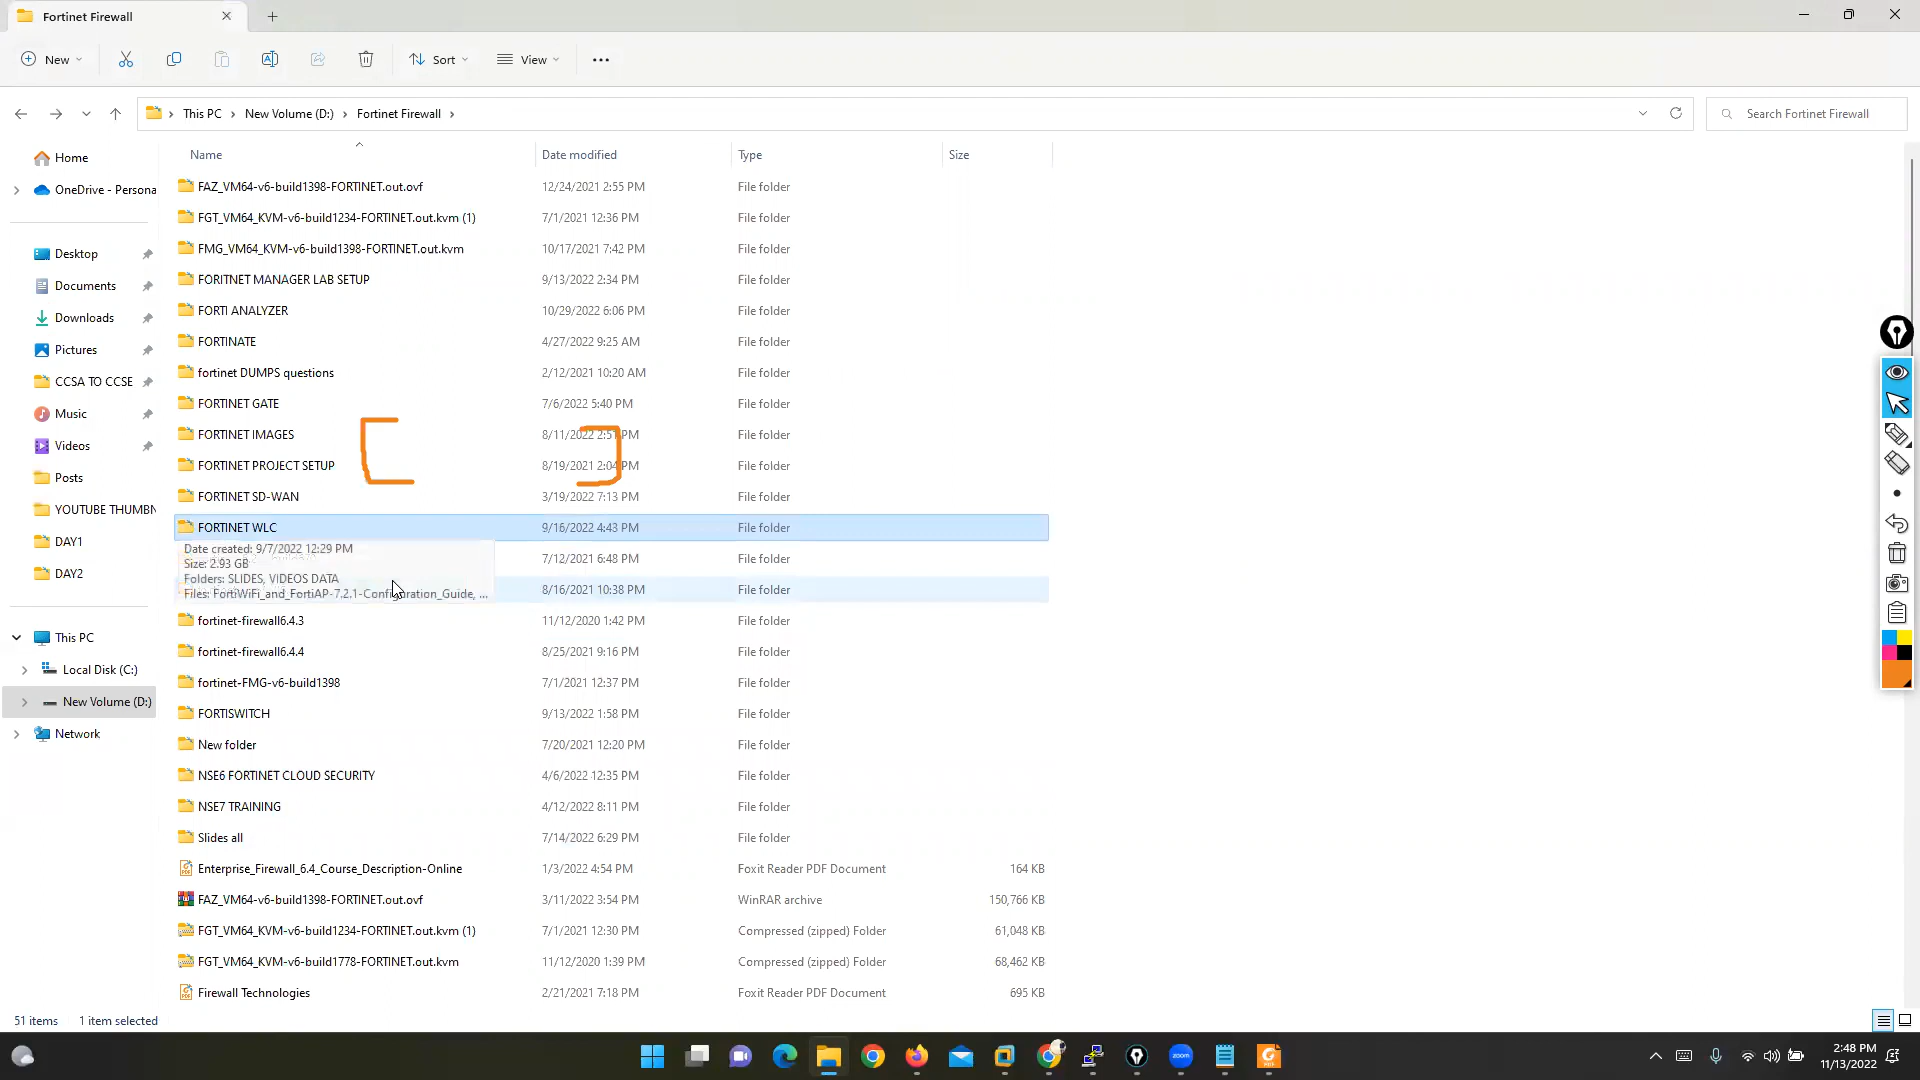 Fortinet Firewall
New
Sort
View
This PC
New Volume (D:)
Fortinet Firewall
Search Fortinet Firewall
Home
OneDrive - Persona
Desktop
Documents
Downloads
Pictures
CCSA TO CCSE
Music
Videos
Posts
YOUTUBE THUMBN
DAY1
DAY2
This PC
Local Disk (C:)
New Volume (D:)
Network
Name Date modified Type Size
FAZ_VM64-v6-build1398-FORTINET.out.ovf 12/24/2021 2:55 PM File folder
FGT_VM64_KVM-v6-build1234-FORTINET.out.kvm (1) 7/1/2021 12:36 PM File folder
FMG_VM64_KVM-v6-build1398-FORTINET.out.kvm 10/17/2021 7:42 PM File folder
FORITNET MANAGER LAB SETUP 9/13/2022 2:34 PM File folder
FORTI ANALYZER 10/29/2022 6:06 PM File folder
FORTINATE 4/27/2022 9:25 AM File folder
fortinet DUMPS questions 2/12/2021 10:20 AM File folder
FORTINET GATE 7/6/2022 5:40 PM File folder
FORTINET IMAGES 8/11/2022 2:51 PM File folder
FORTINET PROJECT SETUP 8/19/2021 2:04 PM File folder
FORTINET SD-WAN 3/19/2022 7:13 PM File folder
FORTINET WLC 9/16/2022 4:43 PM File folder
Date created: 9/7/2022 12:29 PM
Size: 2.93 GB
Folders: SLIDES, VIDEOS DATA
Files: FortiWiFi_and_FortiAP-7.2.1-Configuration_Guide, ...
7/12/2021 6:48 PM File folder
8/16/2021 10:38 PM File folder
fortinet-firewall6.4.3 11/12/2020 1:42 PM File folder
fortinet-firewall6.4.4 8/25/2021 9:16 PM File folder
fortinet-FMG-v6-build1398 7/1/2021 12:37 PM File folder
FORTISWITCH 9/13/2022 1:58 PM File folder
New folder 7/20/2021 12:20 PM File folder
NSE6 FORTINET CLOUD SECURITY 4/6/2022 12:35 PM File folder
NSE7 TRAINING 4/12/2022 8:11 PM File folder
Slides all 7/14/2022 6:29 PM File folder
Enterprise_Firewall_6.4_Course_Description-Online 1/3/2022 4:54 PM Foxit Reader PDF Document 164 KB
FAZ_VM64-v6-build1398-FORTINET.out.ovf 3/11/2022 3:54 PM WinRAR archive 150,766 KB
FGT_VM64_KVM-v6-build1234-FORTINET.out.kvm (1) 7/1/2021 12:30 PM Compressed (zipped) Folder 61,048 KB
FGT_VM64_KVM-v6-build1778-FORTINET.out.kvm 11/12/2020 1:39 PM Compressed (zipped) Folder 68,462 KB
Firewall Technologies 2/21/2021 7:18 PM Foxit Reader PDF Document 695 KB
51 items 1 item selected
zoom
2:48 PM
11/13/2022